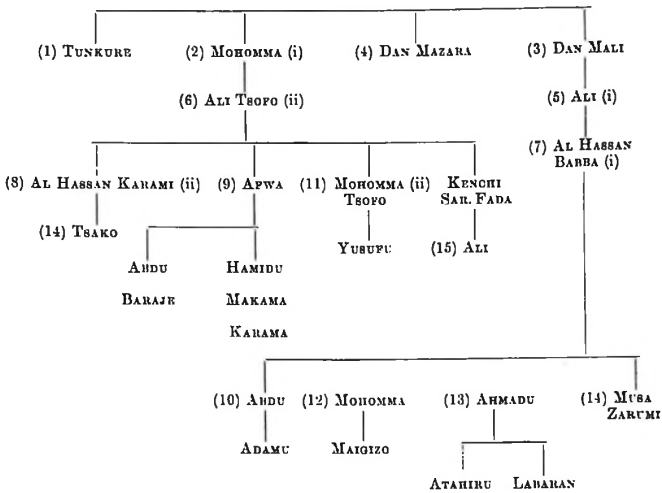 (1) TUNKURE (2) MOHOMMA (i) (4) DAN MAZARA (3) DAN MALI
(6) ALI TSOFO (ii) (5) ALI (i)
(7) AL HASSAN
BABBA (i)
(8) AL HASSAN KARAMI (ii) (9) AFWA (11) MOHOMMA (ii) KENCHI
TSOFO SAR. FADA
(14) TSAKO YUSUFU (15) ALI
ABDU HAMIDU
BARAJE MAKAMA
KARAMA
(10) ABDU (12) MOHOMMA (13) AHMADU (14) MUSA
ZARUMI
ADAMU MAIGIZO
ATAHIRU LABARAN